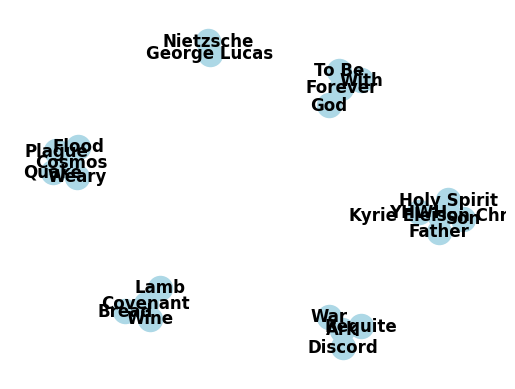 Nietzsche
George Lucas
To Be
With
Forever
God
Flood
Plague
Cosmos
Quake
Weary
Holy Spirit
YHWH
Kyrie Eleison Chr
Son
Father
Lamb
Covenant
Bread
Wine
War
Requite
Ark
Discord